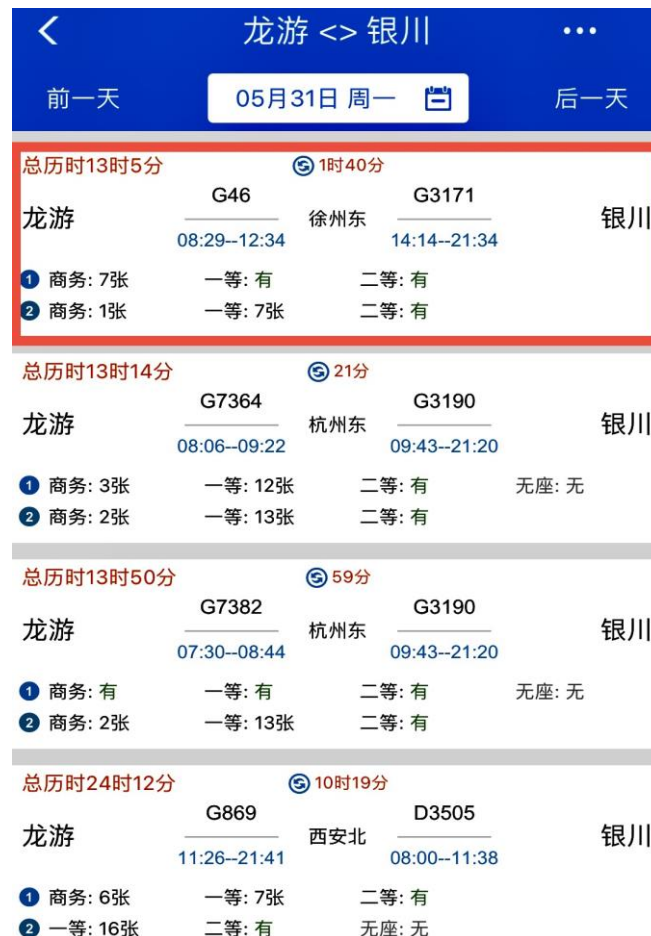 龙游 <> 银川
前一天 05月31日 周一 后一天
总历时13时5分 1时40分
G46 G3171
龙游 徐州东 银川
08:29--12:34 14:14--21:34
1 商务: 7张 一等: 有 二等: 有
2 商务: 1张 一等: 7张 二等: 有
总历时13时14分 21分
G7364 G3190
龙游 杭州东 银川
08:06--09:22 09:43--21:20
1 商务: 3张 一等: 12张 二等: 有 无座: 无
2 商务: 2张 一等: 13张 二等: 有
总历时13时50分 59分
G7382 G3190
龙游 杭州东 银川
07:30--08:44 09:43--21:20
1 商务: 有 一等: 有 二等: 有 无座: 无
2 商务: 2张 一等: 13张 二等: 有
总历时24时12分 10时19分
G869 D3505
龙游 西安北 银川
11:26--21:41 08:00--11:38
1 商务: 6张 一等: 7张 二等: 有
2 一等: 16张 二等: 有 无座: 无